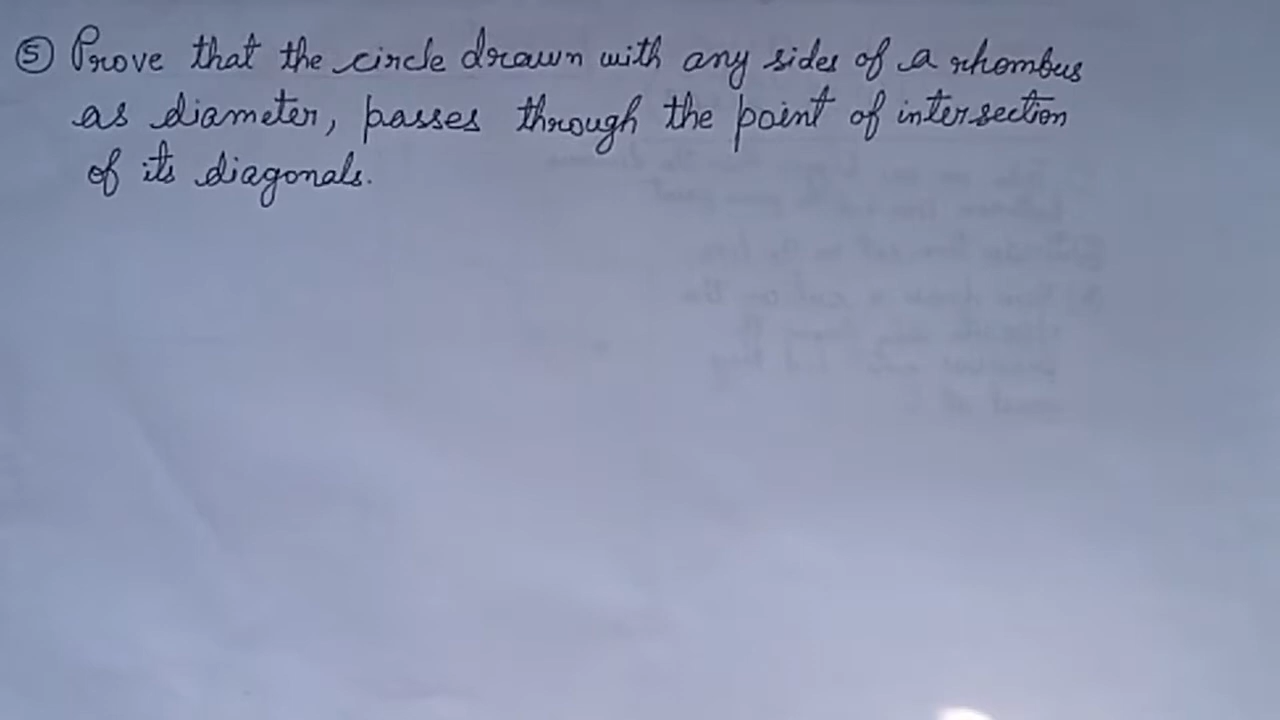 ⑤ Prove that the circle drawn with any sides of a rhombus
as diameter, passes through the point of intersection
of its diagonals.